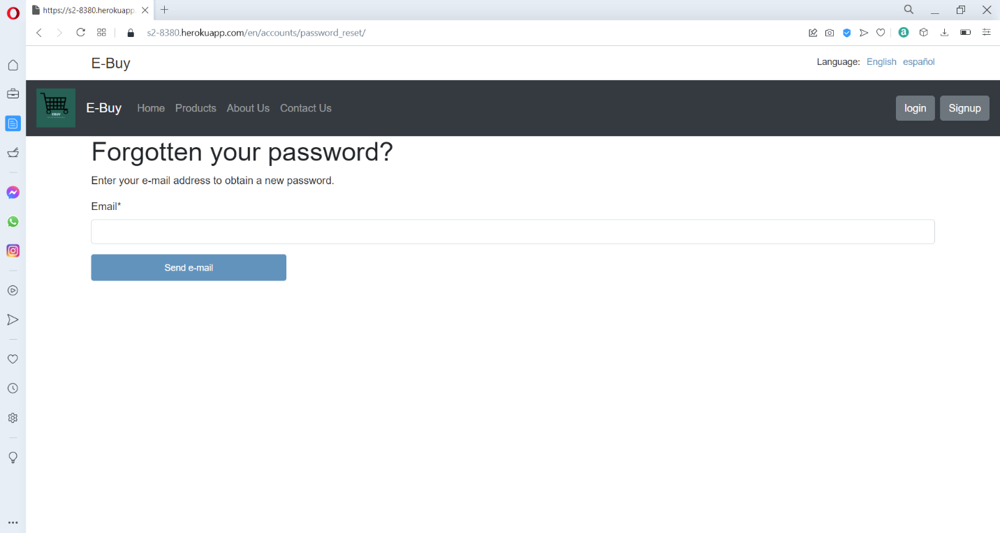 https://s2-8380.herokuapp
s2-8380.herokuapp.com/en/accounts/password_reset/
E-Buy
Language: English español
EBUY
E-Buy Home Products About Us Contact Us login Signup
Forgotten your password?
Enter your e-mail address to obtain a new password.
Email*
Send e-mail